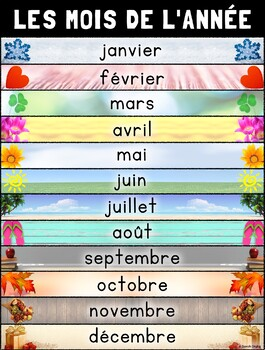 LES MOIS DE L'ANNÉE
janvier
février
mars
avril
mai
juin
juillet
août
septembre
octobre
novembre
décembre